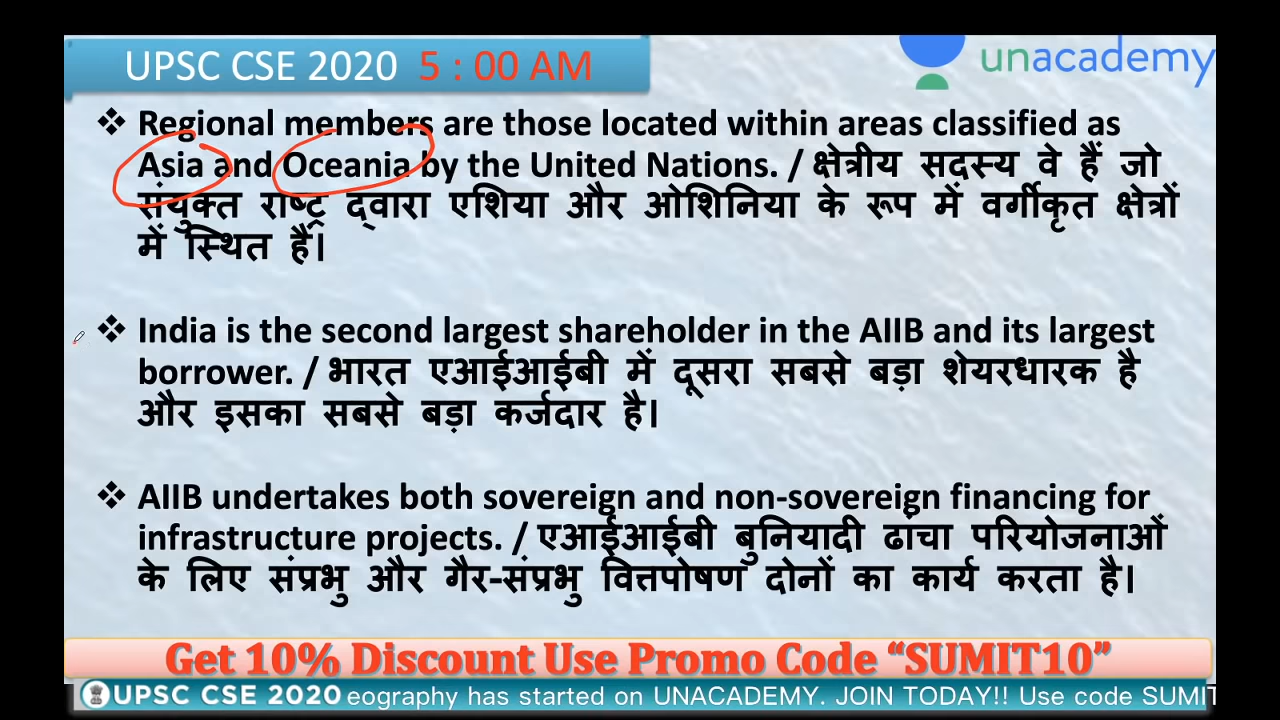 UPSC CSE 2020 5 : 00 AM
unacademy
❖ Regional members are those located within areas classified as
Asia and Oceania by the United Nations. / क्षेत्रीय सदस्य वे हैं जो
संयुक्त राष्ट्र द्वारा एशिया और ओशिनिया के रूप में वर्गीकृत क्षेत्रों
में स्थित हैं।
❖ India is the second largest shareholder in the AIIB and its largest
borrower. / भारत एआईआईबी में दूसरा सबसे बड़ा शेयरधारक है
और इसका सबसे बड़ा कर्जदार है।
❖ AIIB undertakes both sovereign and non-sovereign financing for
infrastructure projects. / एआईआईबी बुनियादी ढांचा परियोजनाओं
के लिए संप्रभु और गैर-संप्रभु वित्तपोषण दोनों का कार्य करता है।
Get 10% Discount Use Promo Code “SUMIT10”
UPSC CSE 2020 eography has started on UNACADEMY. JOIN TODAY!! Use code SUMIT